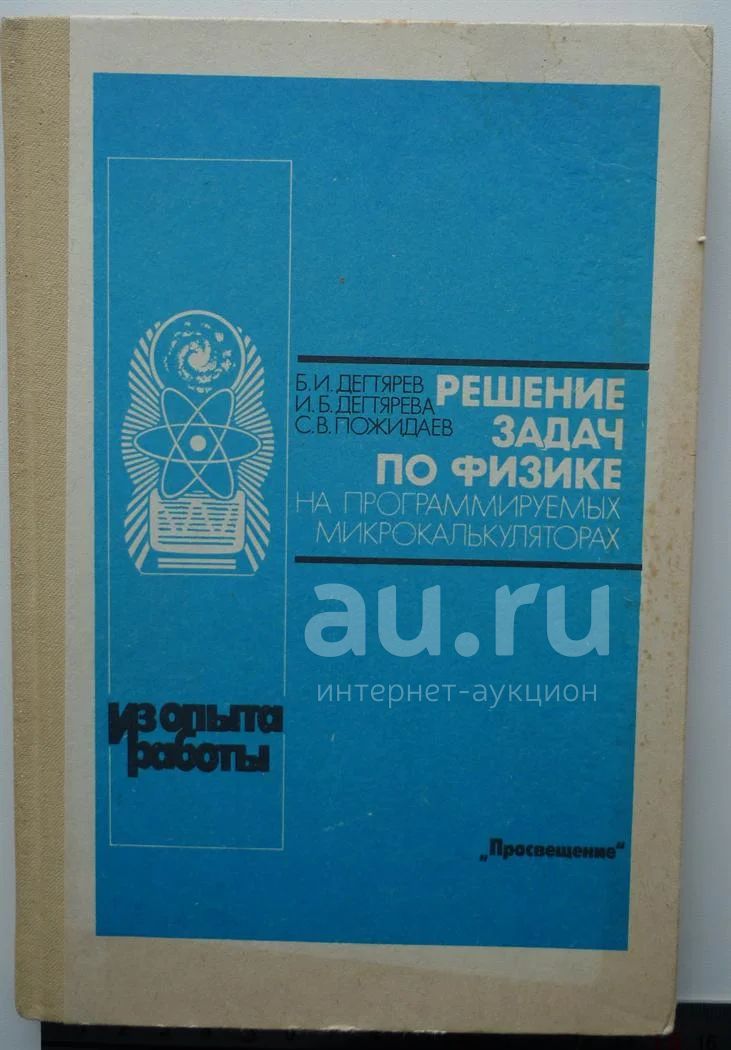 Б.И.ДЕГТЯРЕВ
И.Б.ДЕГТЯРЕВА
С.В.ПОЖИДАЕВ
РЕШЕНИЕ
ЗАДАЧ
ПО ФИЗИКЕ
НА ПРОГРАММИРУЕМЫХ
МИКРОКАЛЬКУЛЯТОРАХ
au.ru
интернет-аукцион
из опыта
работы
„Просвещение“